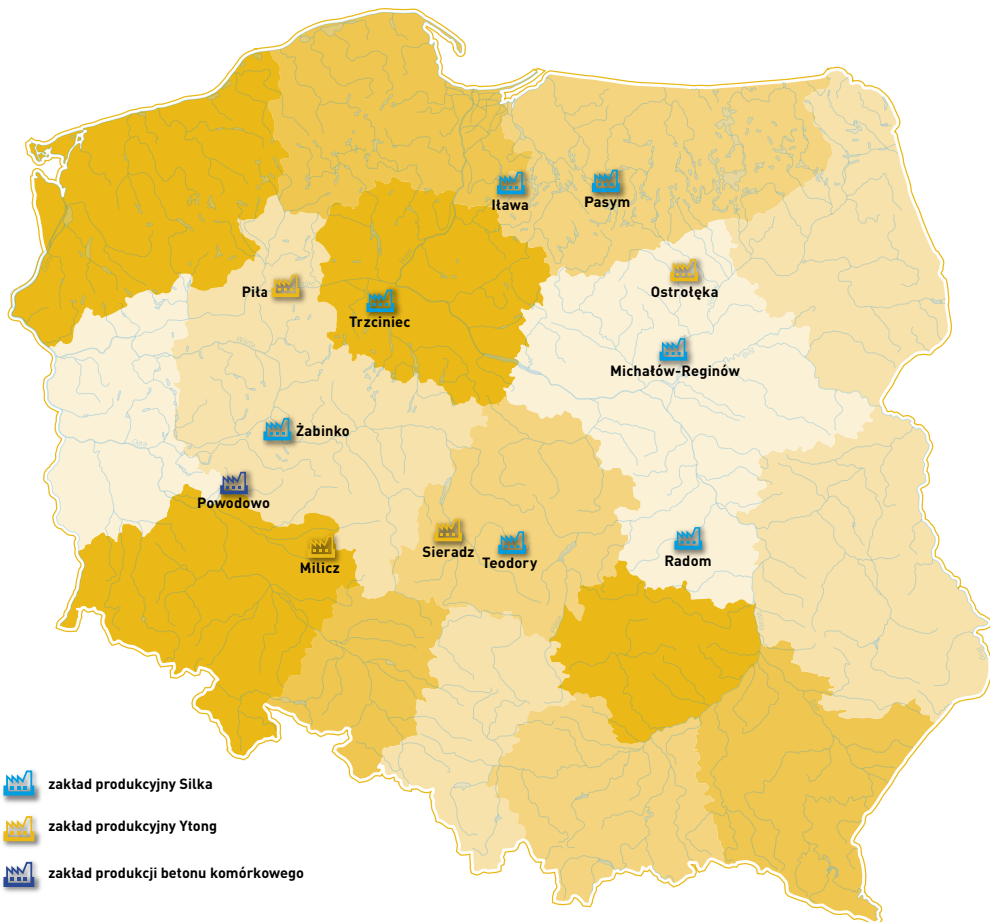 Iława
Pasym
Piła
Ostrołęka
Trzciniec
Michałów-Reginów
Żabinko
Powodowo
Sieradz
Teodory
Radom
Milicz
zakład produkcyjny Silka
zakład produkcyjny Ytong
zakład produkcji betonu komórkowego